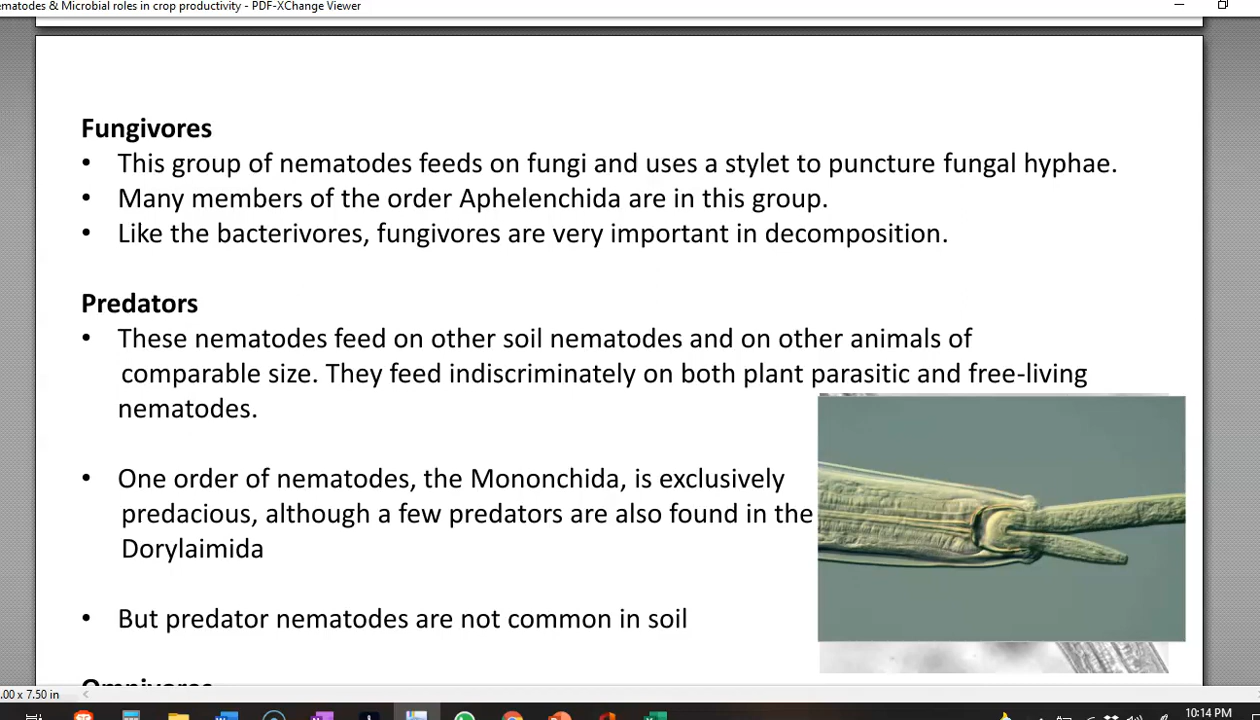 ematodes & Microbial roles in crop productivity - PDF-XChange Viewer
Fungivores
• This group of nematodes feeds on fungi and uses a stylet to puncture fungal hyphae.
• Many members of the order Aphelenchida are in this group.
• Like the bacterivores, fungivores are very important in decomposition.
Predators
• These nematodes feed on other soil nematodes and on other animals of
comparable size. They feed indiscriminately on both plant parasitic and free-living
nematodes.
• One order of nematodes, the Mononchida, is exclusively
predacious, although a few predators are also found in the
Dorylaimida
• But predator nematodes are not common in soil
Omnivores
.00 x 7.50 in
10:14 PM